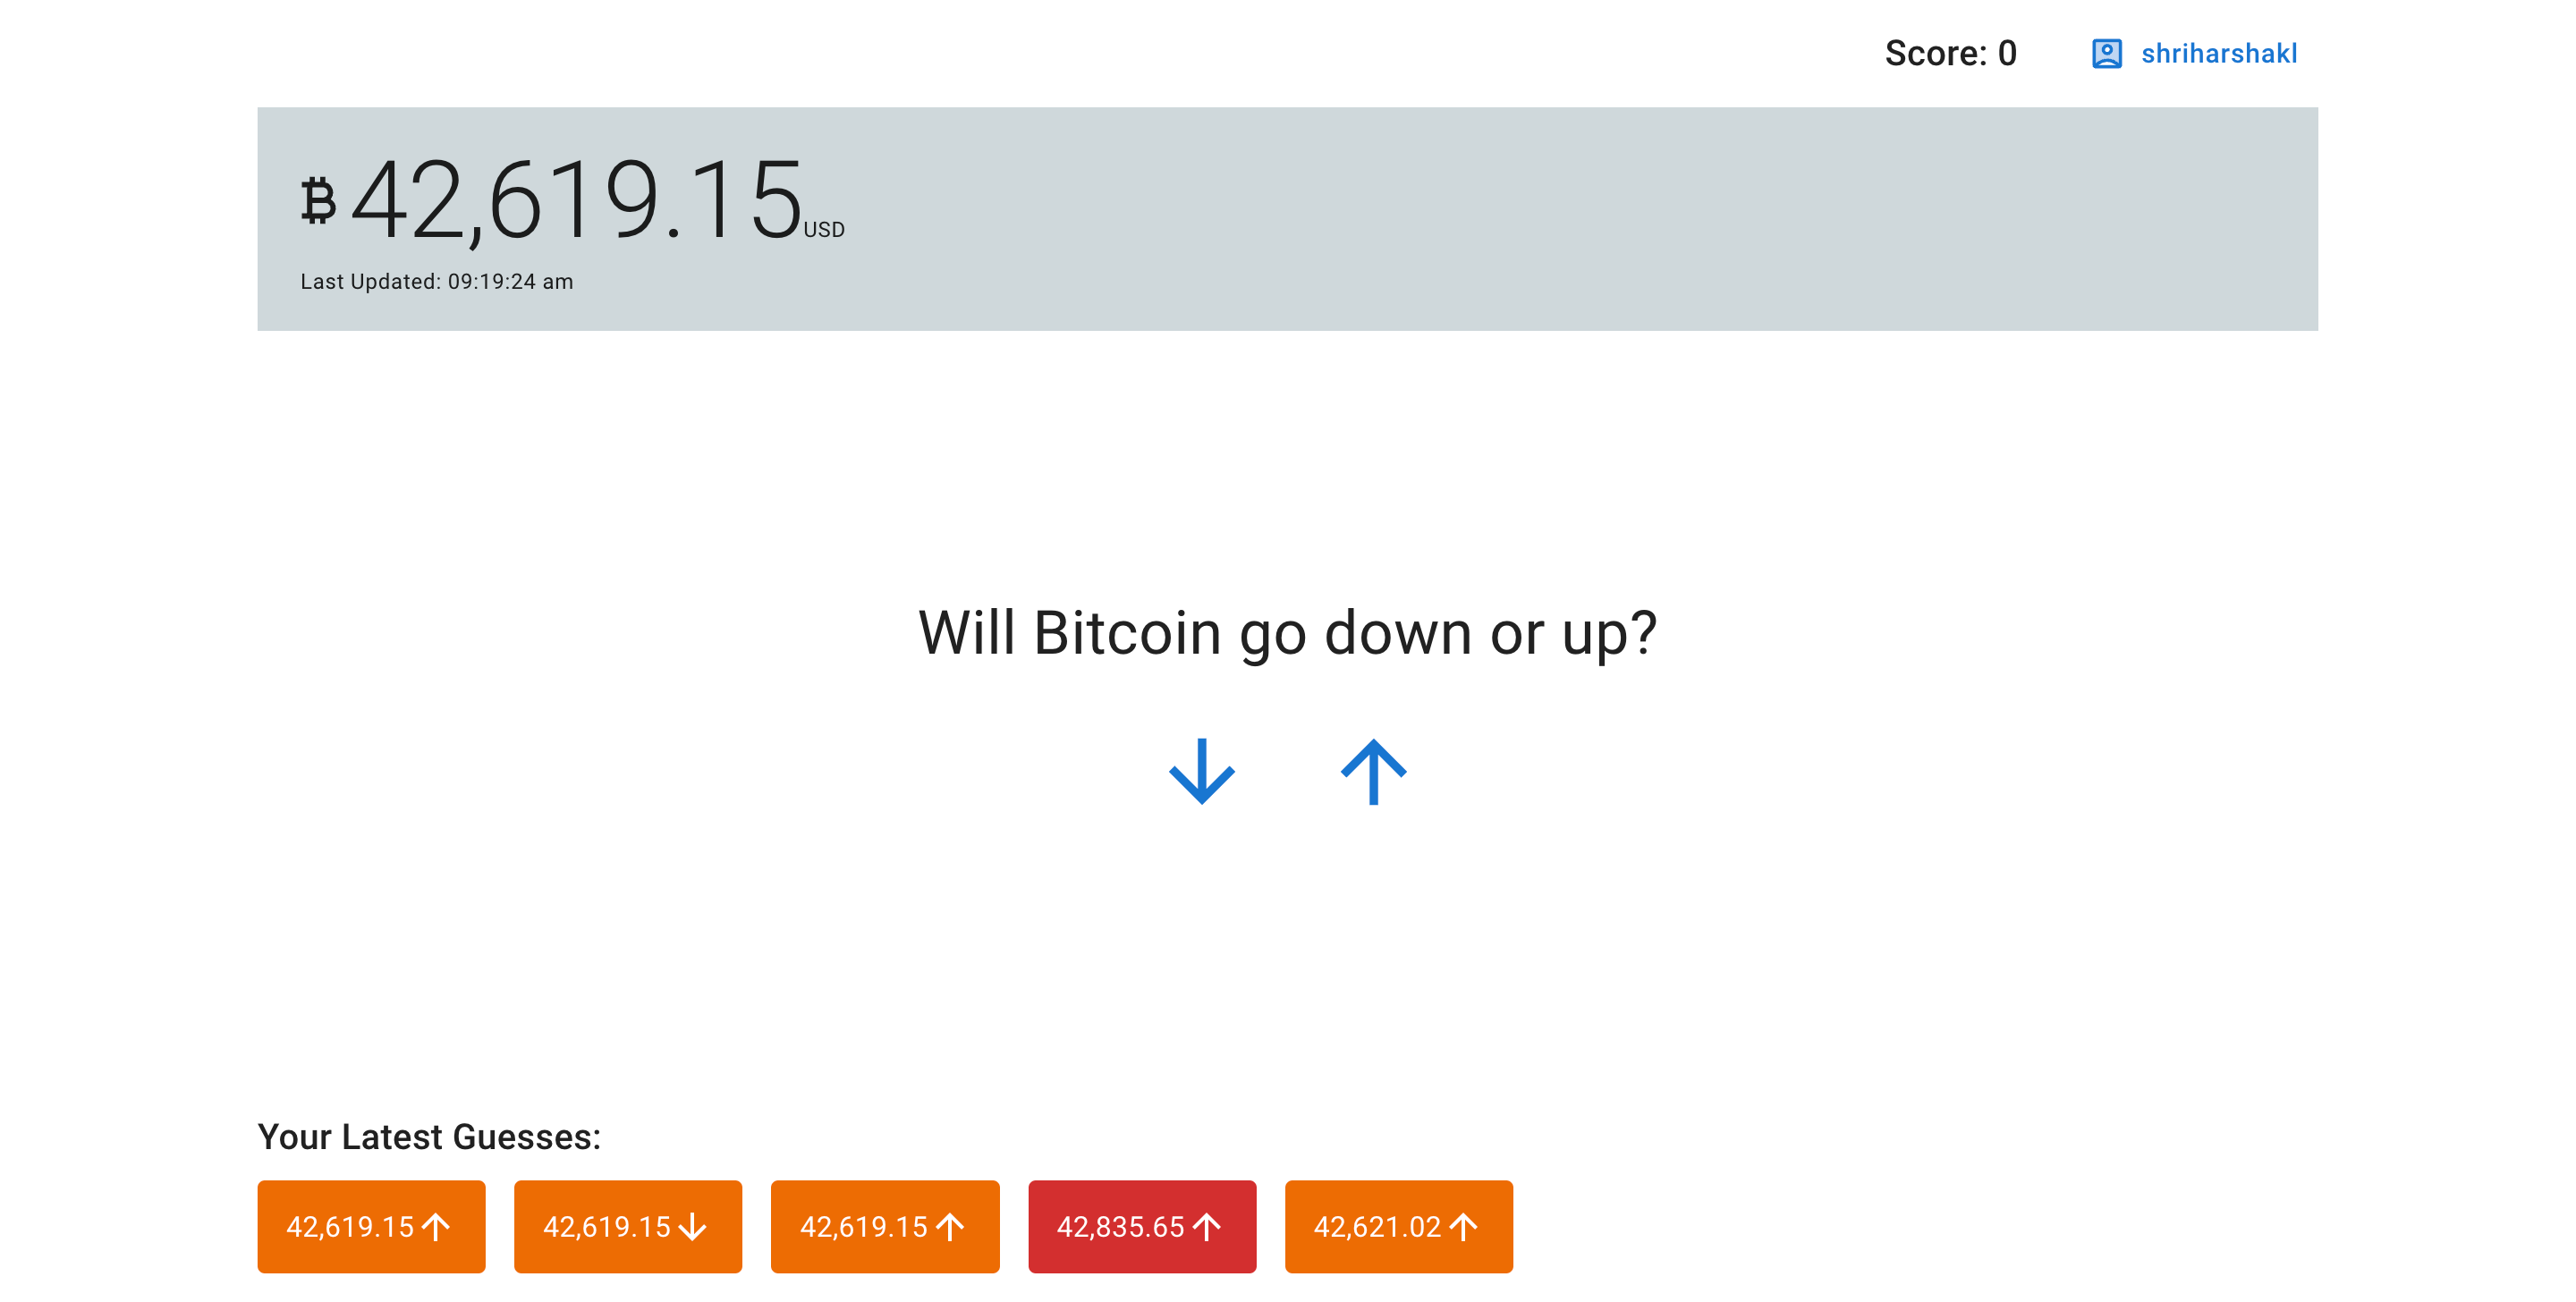 Score: 0 shriharshakl
₿ 42,619.15 USD
Last Updated: 09:19:24 am
Will Bitcoin go down or up?
↓ ↑
Your Latest Guesses:
42,619.15 ↑ 42,619.15 ↓ 42,619.15 ↑ 42,835.65 ↑ 42,621.02 ↑